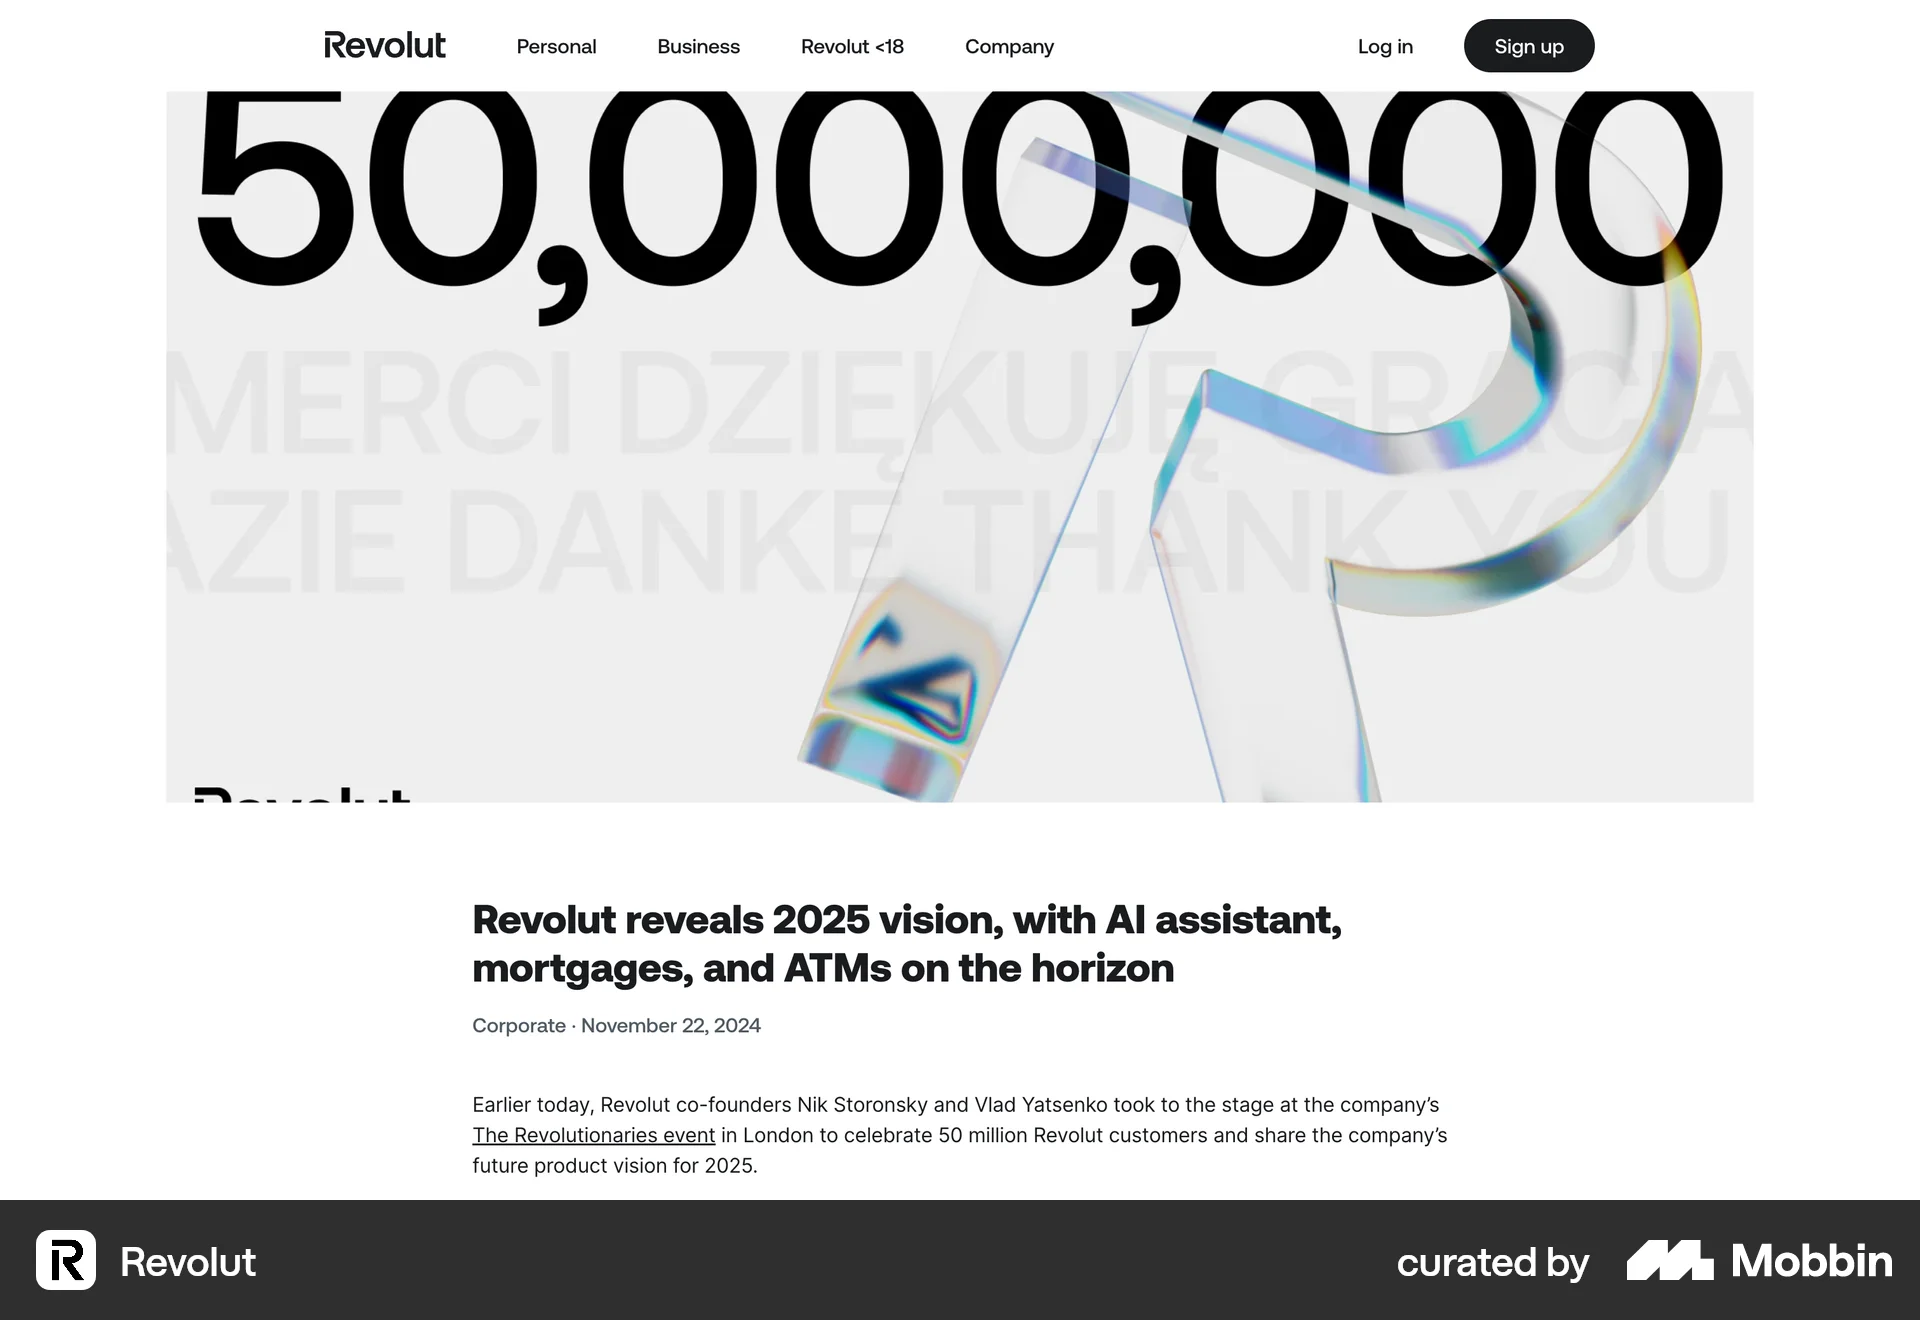 Revolut
Personal
Business
Revolut <18
Company
Log in
Sign up
50,000,000
MERCI DZIĘKUJĘ GRACIA
AZIE DANKE THANK YOU
Revolut
Revolut reveals 2025 vision, with AI assistant,
mortgages, and ATMs on the horizon
Corporate · November 22, 2024
Earlier today, Revolut co-founders Nik Storonsky and Vlad Yatsenko took to the stage at the company’s
The Revolutionaries event in London to celebrate 50 million Revolut customers and share the company’s
future product vision for 2025.
R Revolut
curated by Mobbin